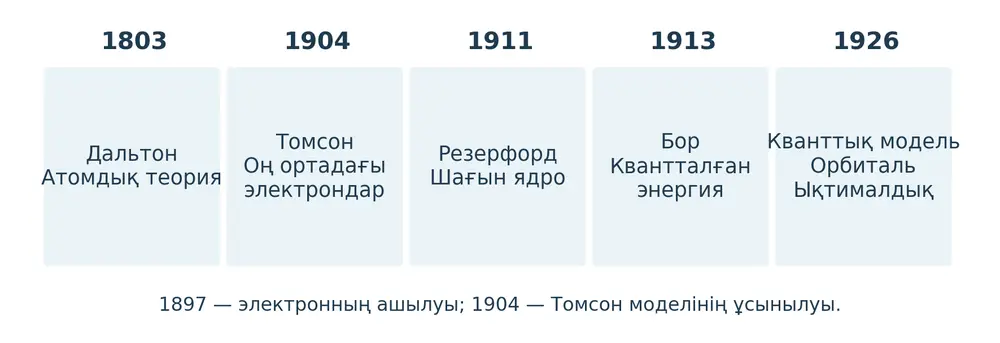 1803
Дальтон
Атомдық теория
1904
Томсон
Оң ортадағы
электрондар
1911
Резерфорд
Шағын ядро
1913
Бор
Квантталған
энергия
1926
Кванттық модель
Орбиталь
Ықтималдық
1897 — электронның ашылуы; 1904 — Томсон моделінің ұсынылуы.